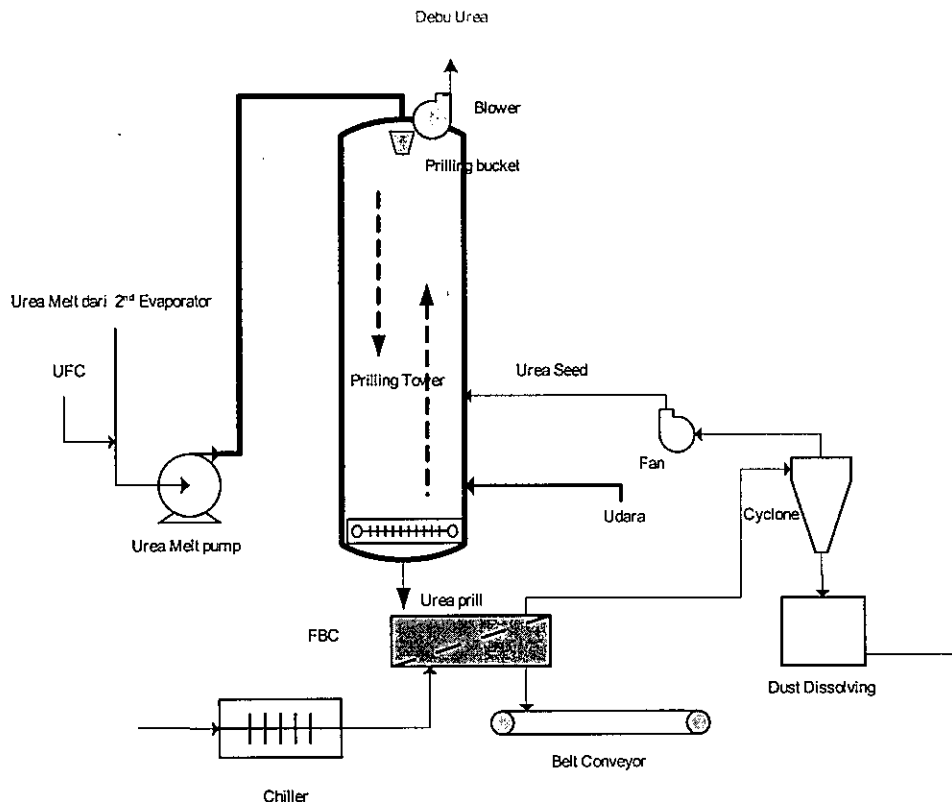 Debu Urea
Blower
Prilling bucket
Urea Melt dari 2nd Evaporator
UFC
Prilling Tower
Urea Seed
Fan
Cyclone
Udara
Urea Melt pump
Urea prill
FBC
Dust Dissolving
Belt Conveyor
Chiller